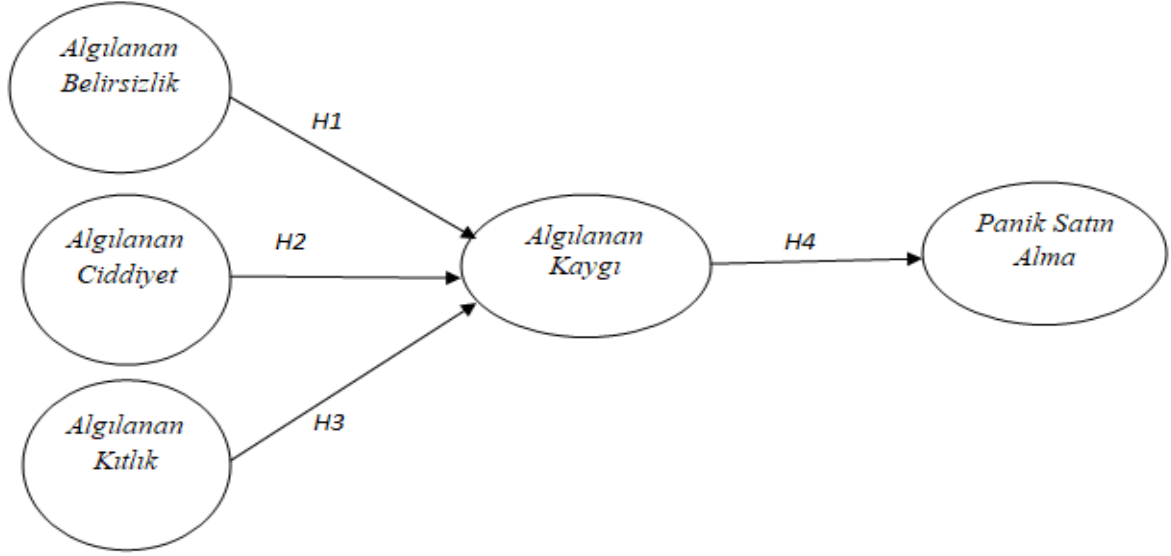 Algılanan
Belirsizlik
H1
Algılanan
Ciddiyet
H2
Algılanan
Kıtlık
H3
Algılanan
Kaygı
H4
Panik Satın
Alma